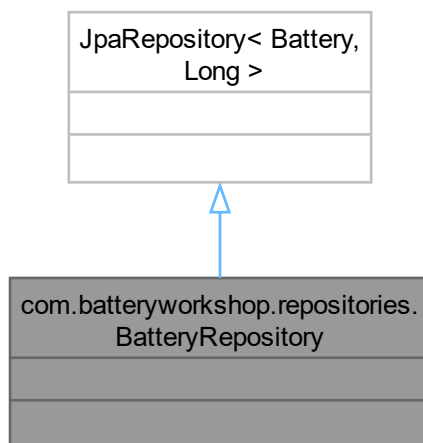 JpaRepository< Battery,
Long >
com.batteryworkshop.repositories.
BatteryRepository